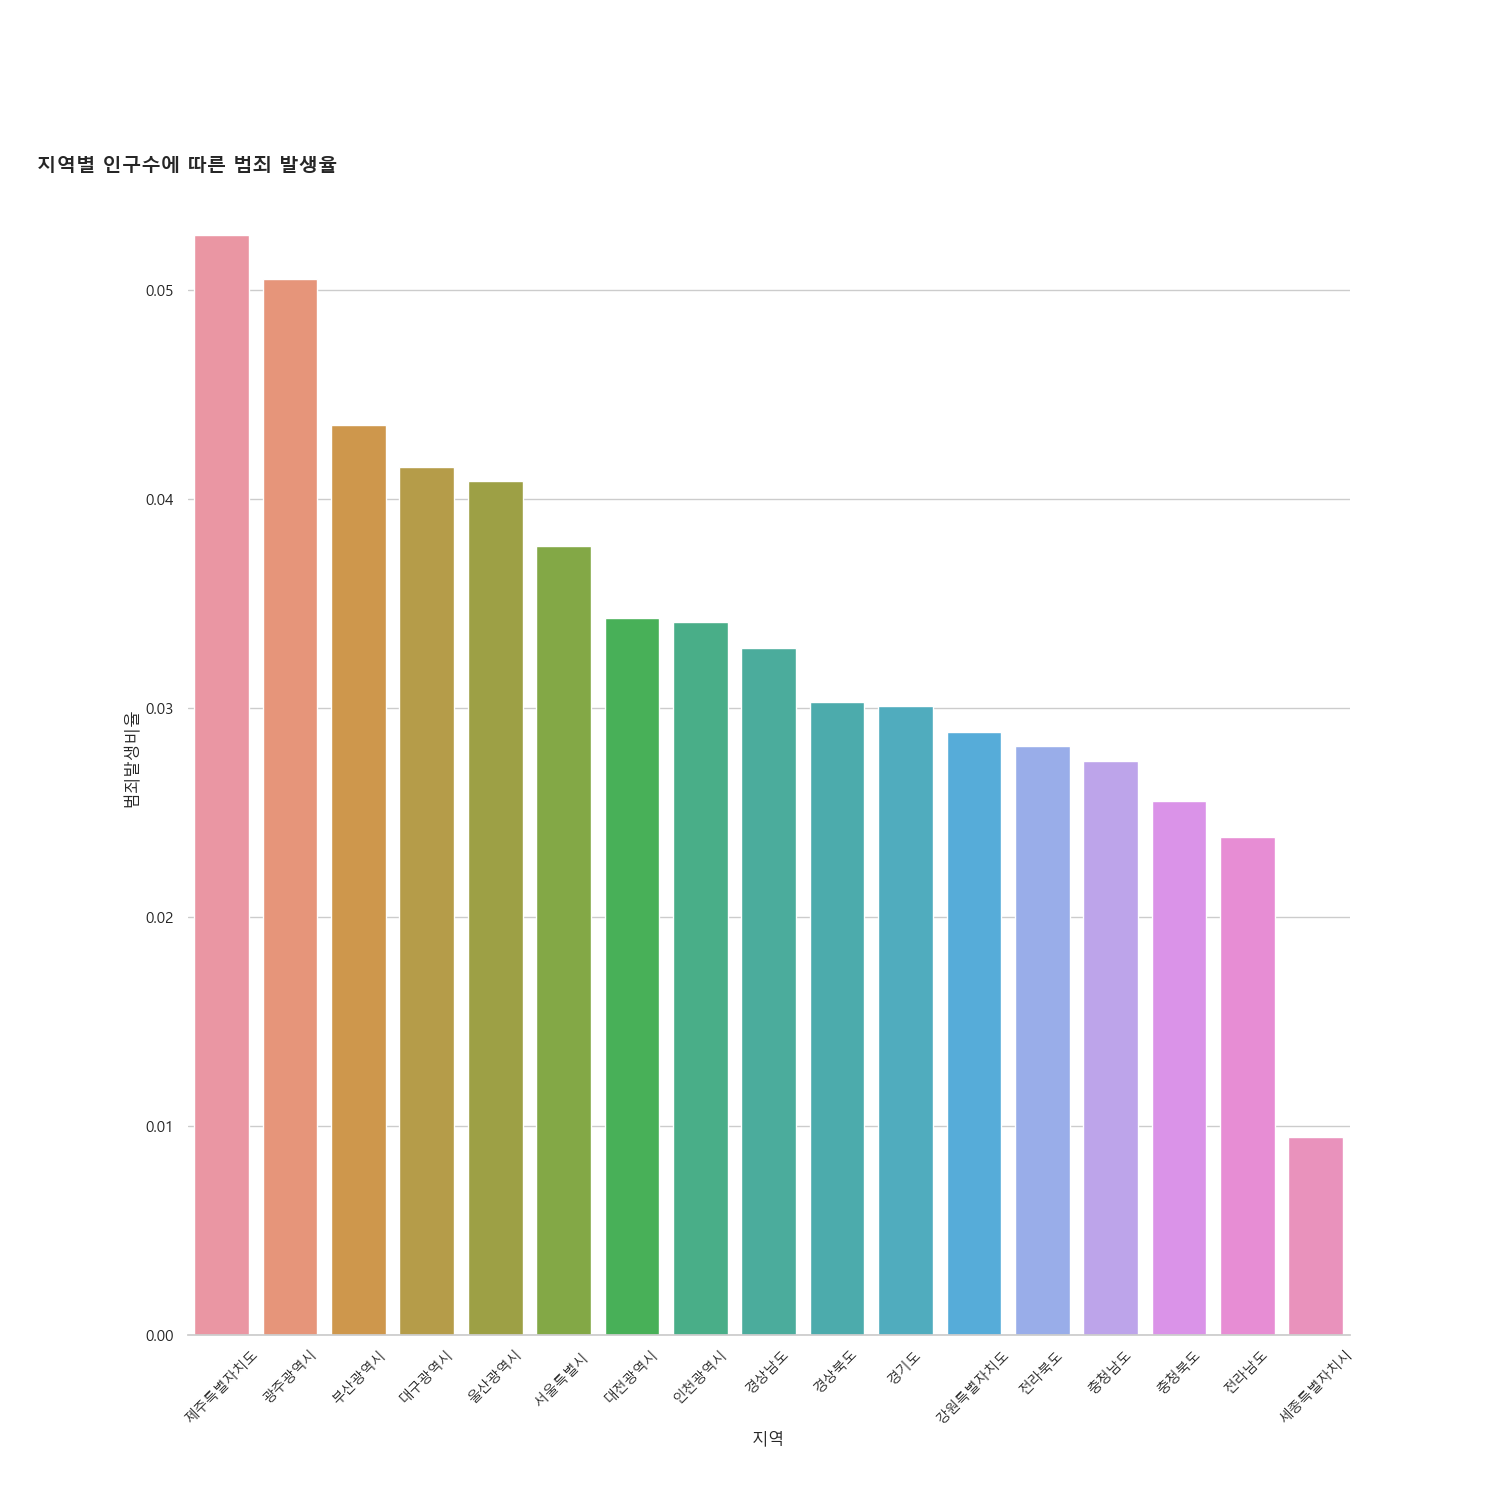 지역별 인구수에 따른 범죄 발생율
0.05
0.04
0.03
0.02
0.01
0.00
범죄발생비율
제주특별자치도
광주광역시
부산광역시
대구광역시
울산광역시
서울특별시
대전광역시
인천광역시
경상남도
경상북도
경기도
강원특별자치도
전라북도
충청남도
충청북도
전라남도
세종특별자치시
지역